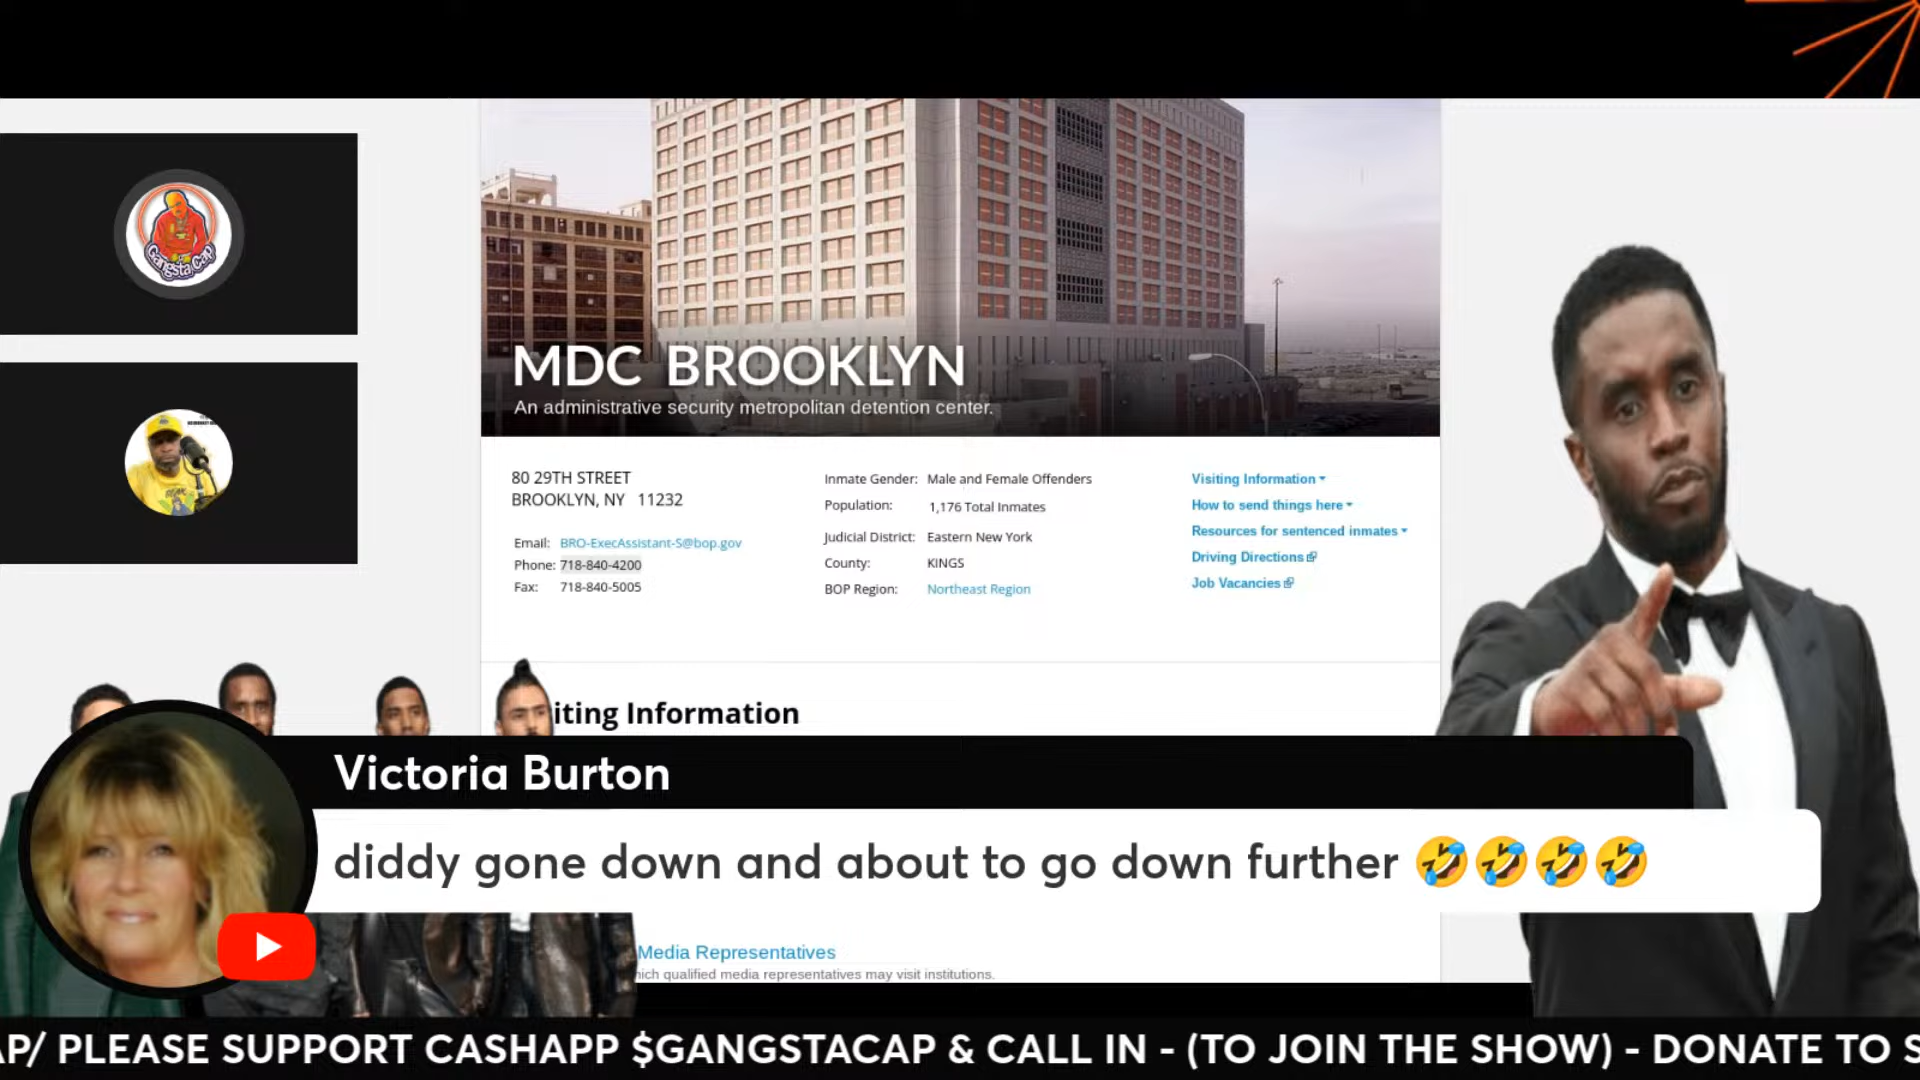 Gangsta Cap
MDC BROOKLYN
An administrative security metropolitan detention center.
80 29TH STREET
BROOKLYN, NY 11232
Email: BRO-ExecAssistant-S@bop.gov
Phone: 718-840-4200
Fax: 718-840-5005
Inmate Gender: Male and Female Offenders
Population: 1,176 Total Inmates
Judicial District: Eastern New York
County: KINGS
BOP Region: Northeast Region
Visiting Information
How to send things here
Resources for sentenced inmates
Driving Directions
Job Vacancies
iting Information
Victoria Burton
diddy gone down and about to go down further 🤣🤣🤣🤣
Media Representatives
hich qualified media representatives may visit institutions.
AP/ PLEASE SUPPORT CASHAPP $GANGSTACAP & CALL IN - (TO JOIN THE SHOW) - DONATE TO S